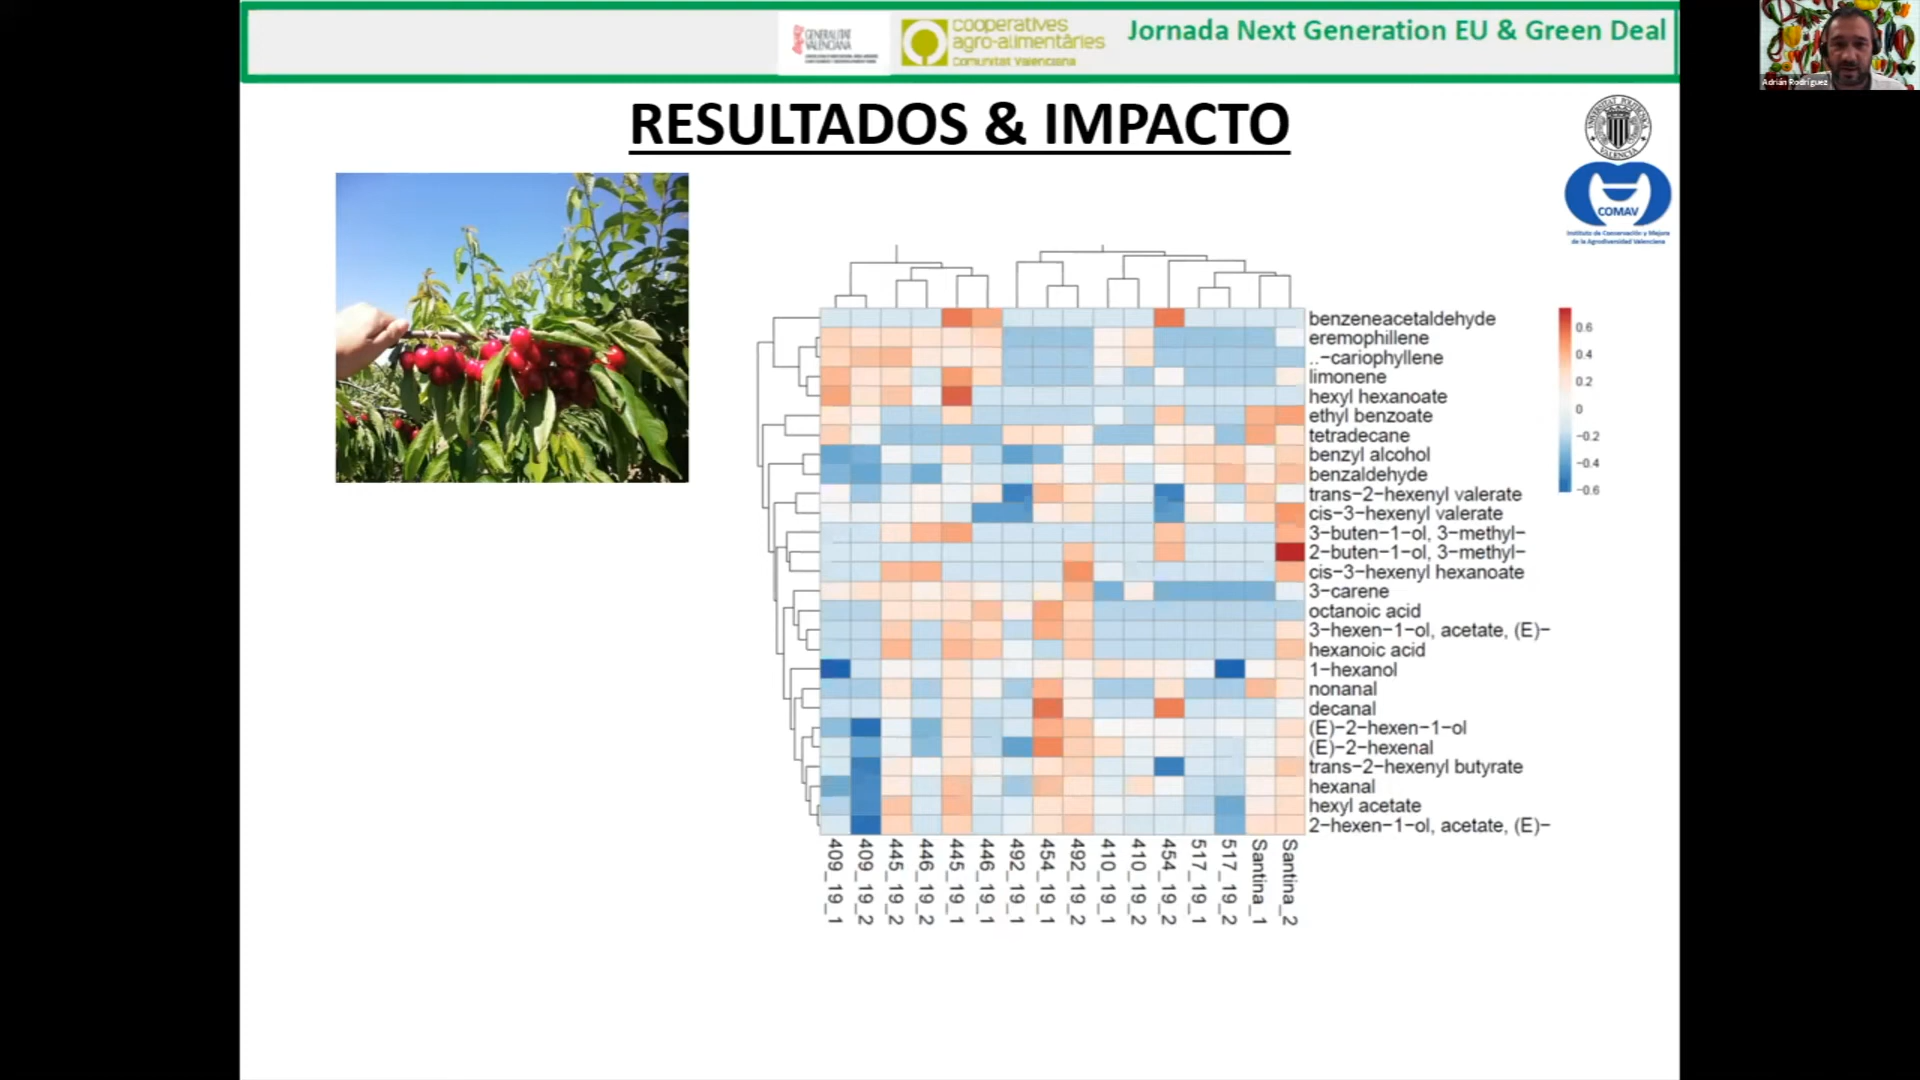 GENERALITAT
VALENCIANA
cooperatives
agro-alimentàries
Comunitat Valenciana
Jornada Next Generation EU & Green Deal
Adrián Rodríguez
RESULTADOS & IMPACTO
UNIVERSITAT POLITÈCNICA
VALENCIA
COMAV
Instituto de Conservación y Mejora
de la Agrodiversidad Valenciana
benzeneacetaldehyde
eremophillene
..−cariophyllene
limonene
hexyl hexanoate
ethyl benzoate
tetradecane
benzyl alcohol
benzaldehyde
trans−2−hexenyl valerate
cis−3−hexenyl valerate
3−buten−1−ol, 3−methyl−
2−buten−1−ol, 3−methyl−
cis−3−hexenyl hexanoate
3−carene
octanoic acid
3−hexen−1−ol, acetate, (E)−
hexanoic acid
1−hexanol
nonanal
decanal
(E)−2−hexen−1−ol
(E)−2−hexenal
trans−2−hexenyl butyrate
hexanal
hexyl acetate
2−hexen−1−ol, acetate, (E)−
0.6
0.4
0.2
0
−0.2
−0.4
−0.6
409_19_1
409_19_2
445_19_2
446_19_2
445_19_1
446_19_1
492_19_1
454_19_1
492_19_2
410_19_1
410_19_2
454_19_2
517_19_1
517_19_2
Santina_1
Santina_2